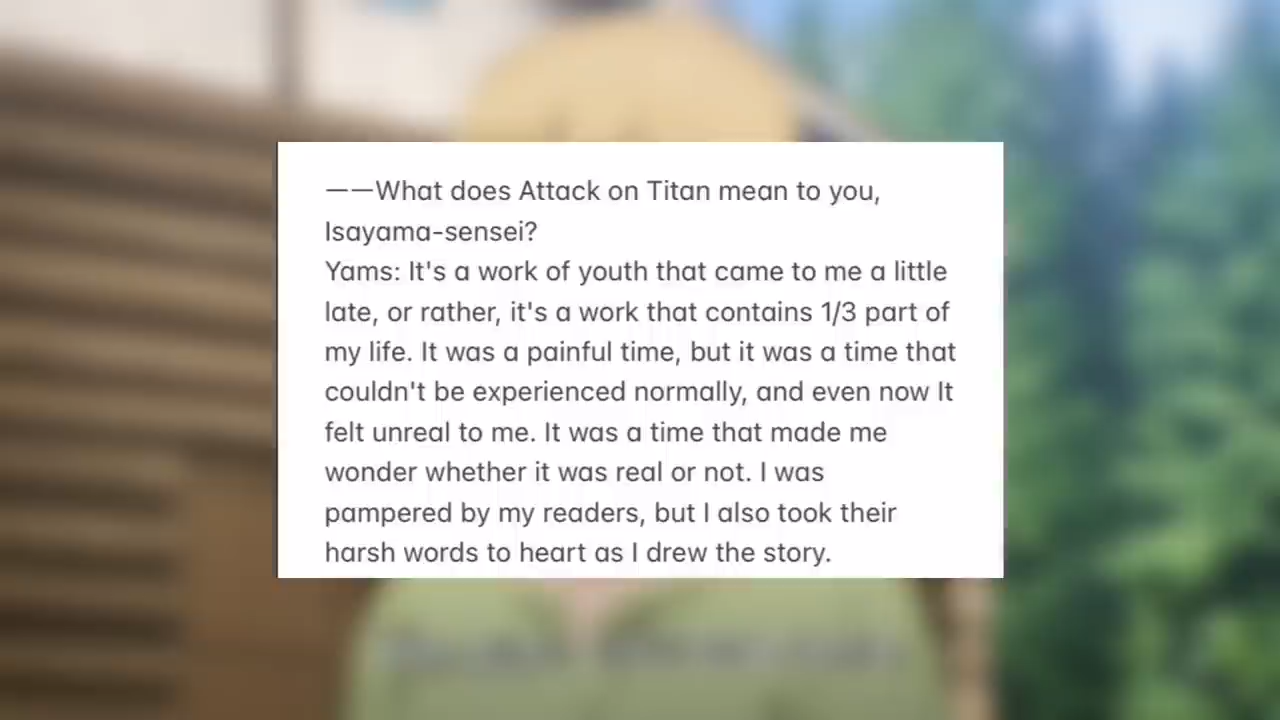 ——What does Attack on Titan mean to you,
Isayama-sensei?
Yams: It's a work of youth that came to me a little
late, or rather, it's a work that contains 1/3 part of
my life. It was a painful time, but it was a time that
couldn't be experienced normally, and even now It
felt unreal to me. It was a time that made me
wonder whether it was real or not. I was
pampered by my readers, but I also took their
harsh words to heart as I drew the story.